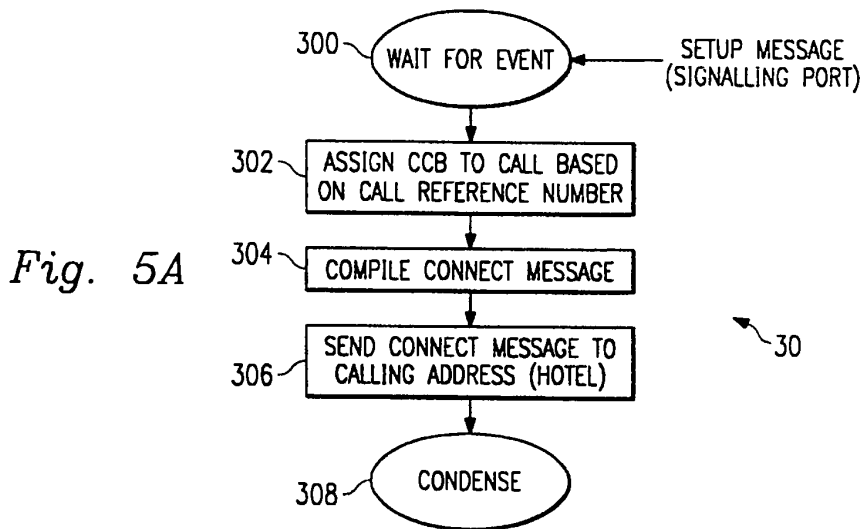 300
WAIT FOR EVENT
SETUP MESSAGE
(SIGNALLING PORT)
302
ASSIGN CCB TO CALL BASED
ON CALL REFERENCE NUMBER
Fig. 5A
304
COMPILE CONNECT MESSAGE
306
SEND CONNECT MESSAGE TO
CALLING ADDRESS (HOTEL)
30
308
CONDENSE